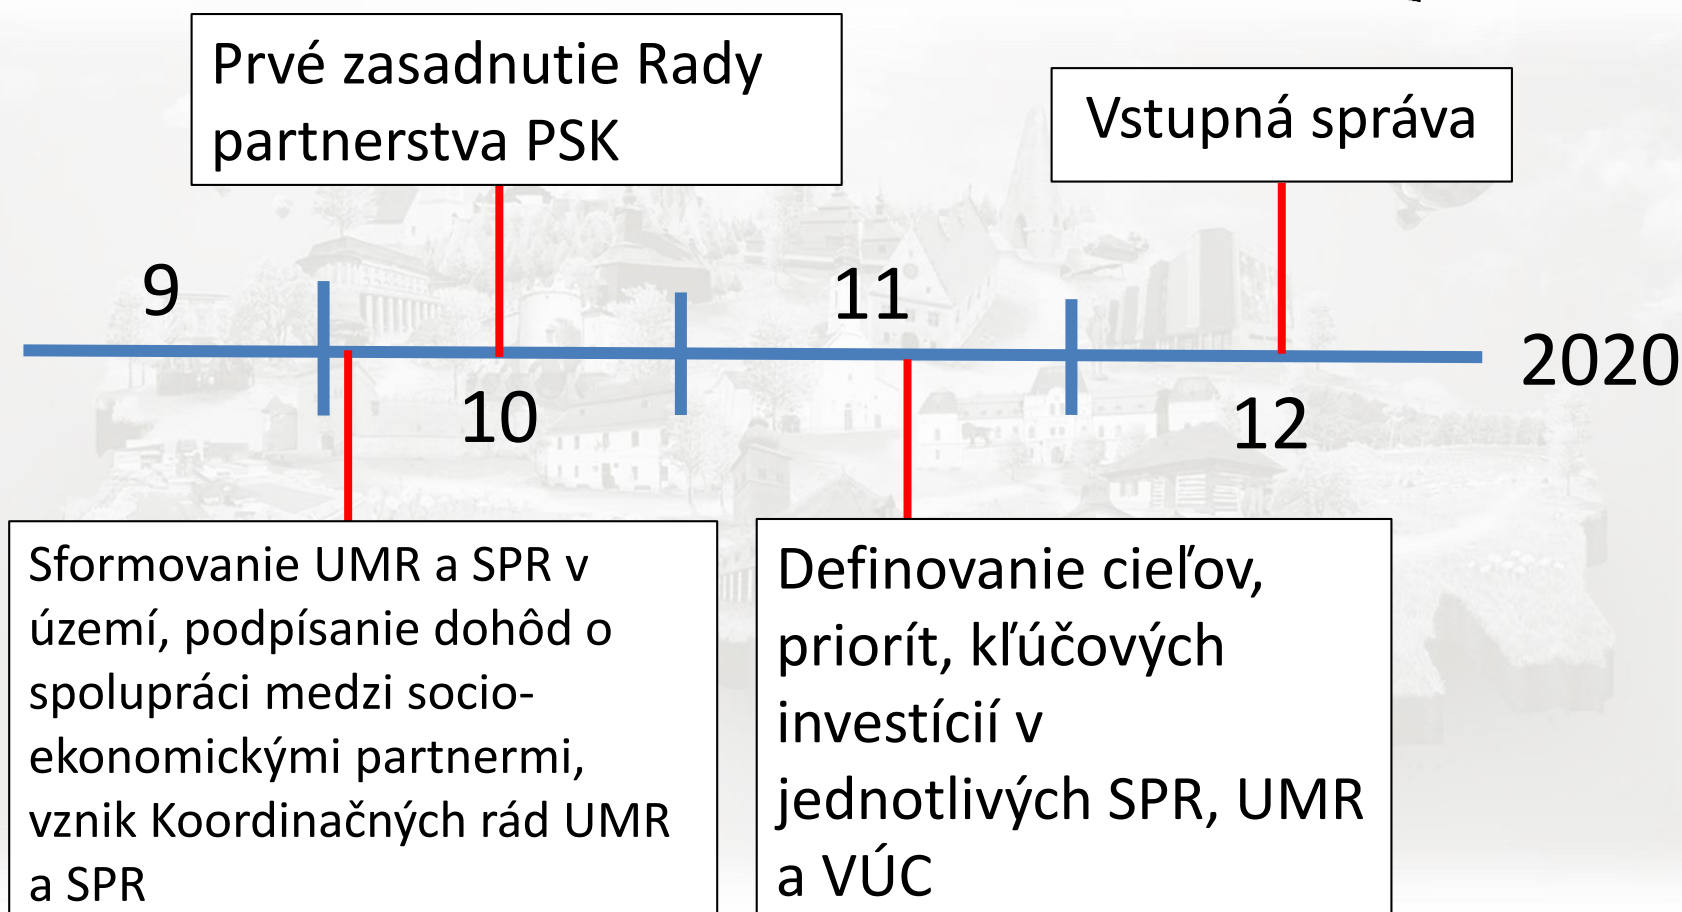 Prvé zasadnutie Rady
partnerstva PSK
Vstupná správa
9
11
2020
10
12
Sformovanie UMR a SPR v
území, podpísanie dohôd o
spolupráci medzi socio-
ekonomickými partnermi,
vznik Koordinačných rád UMR
a SPR
Definovanie cieľov,
priorít, kľúčových
investícií v
jednotlivých SPR, UMR
a VÚC